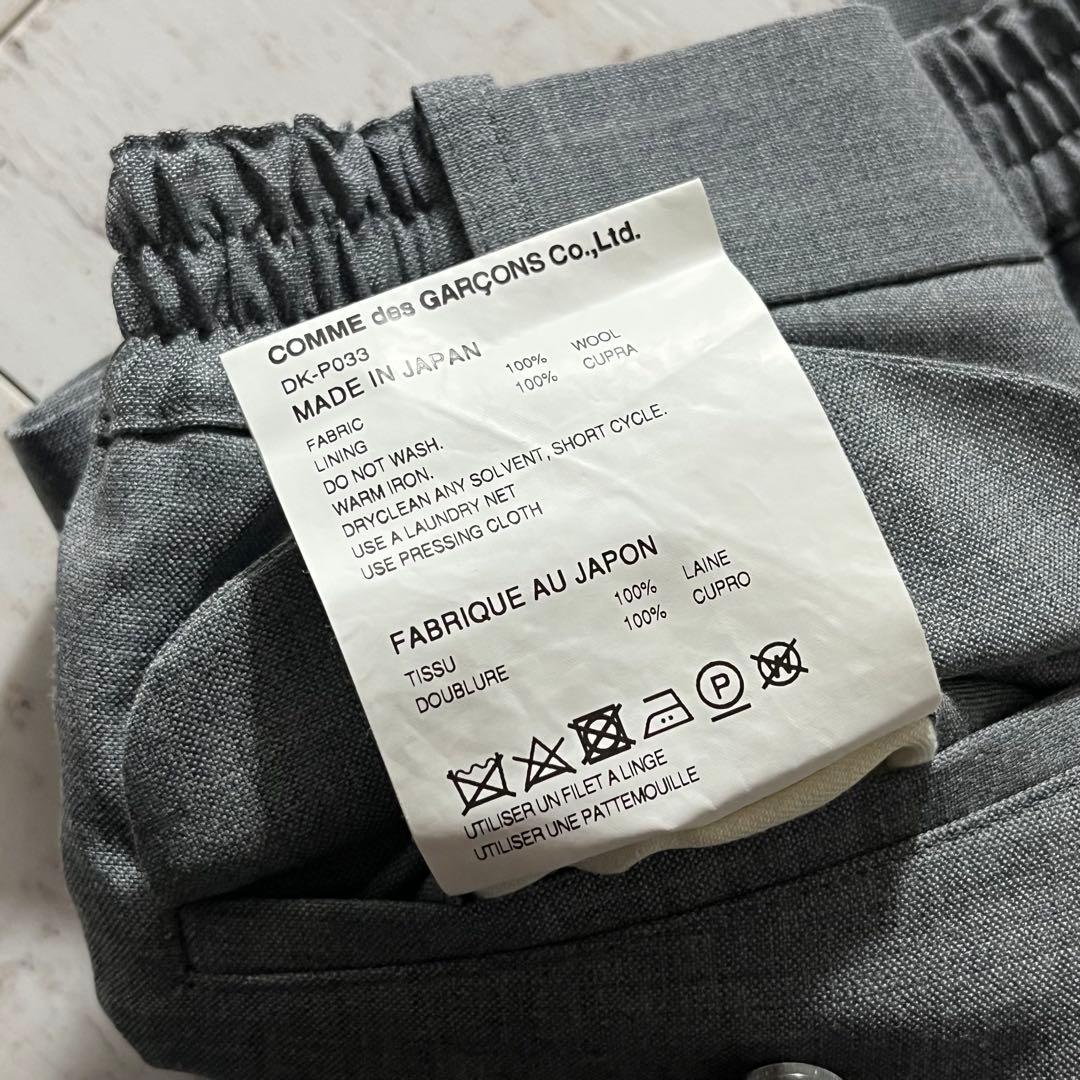 COMME des GARÇONS Co.,Ltd.
DK-P033
MADE IN JAPAN
FABRIC 100% WOOL
LINING 100% CUPRA
DO NOT WASH.
WARM IRON.
DRYCLEAN ANY SOLVENT, SHORT CYCLE.
USE A LAUNDRY NET
USE PRESSING CLOTH
FABRIQUE AU JAPON
TISSU 100% LAINE
DOUBLURE 100% CUPRO
P W
UTILISER UN FILET A LINGE
UTILISER UNE PATTEMOUILLE